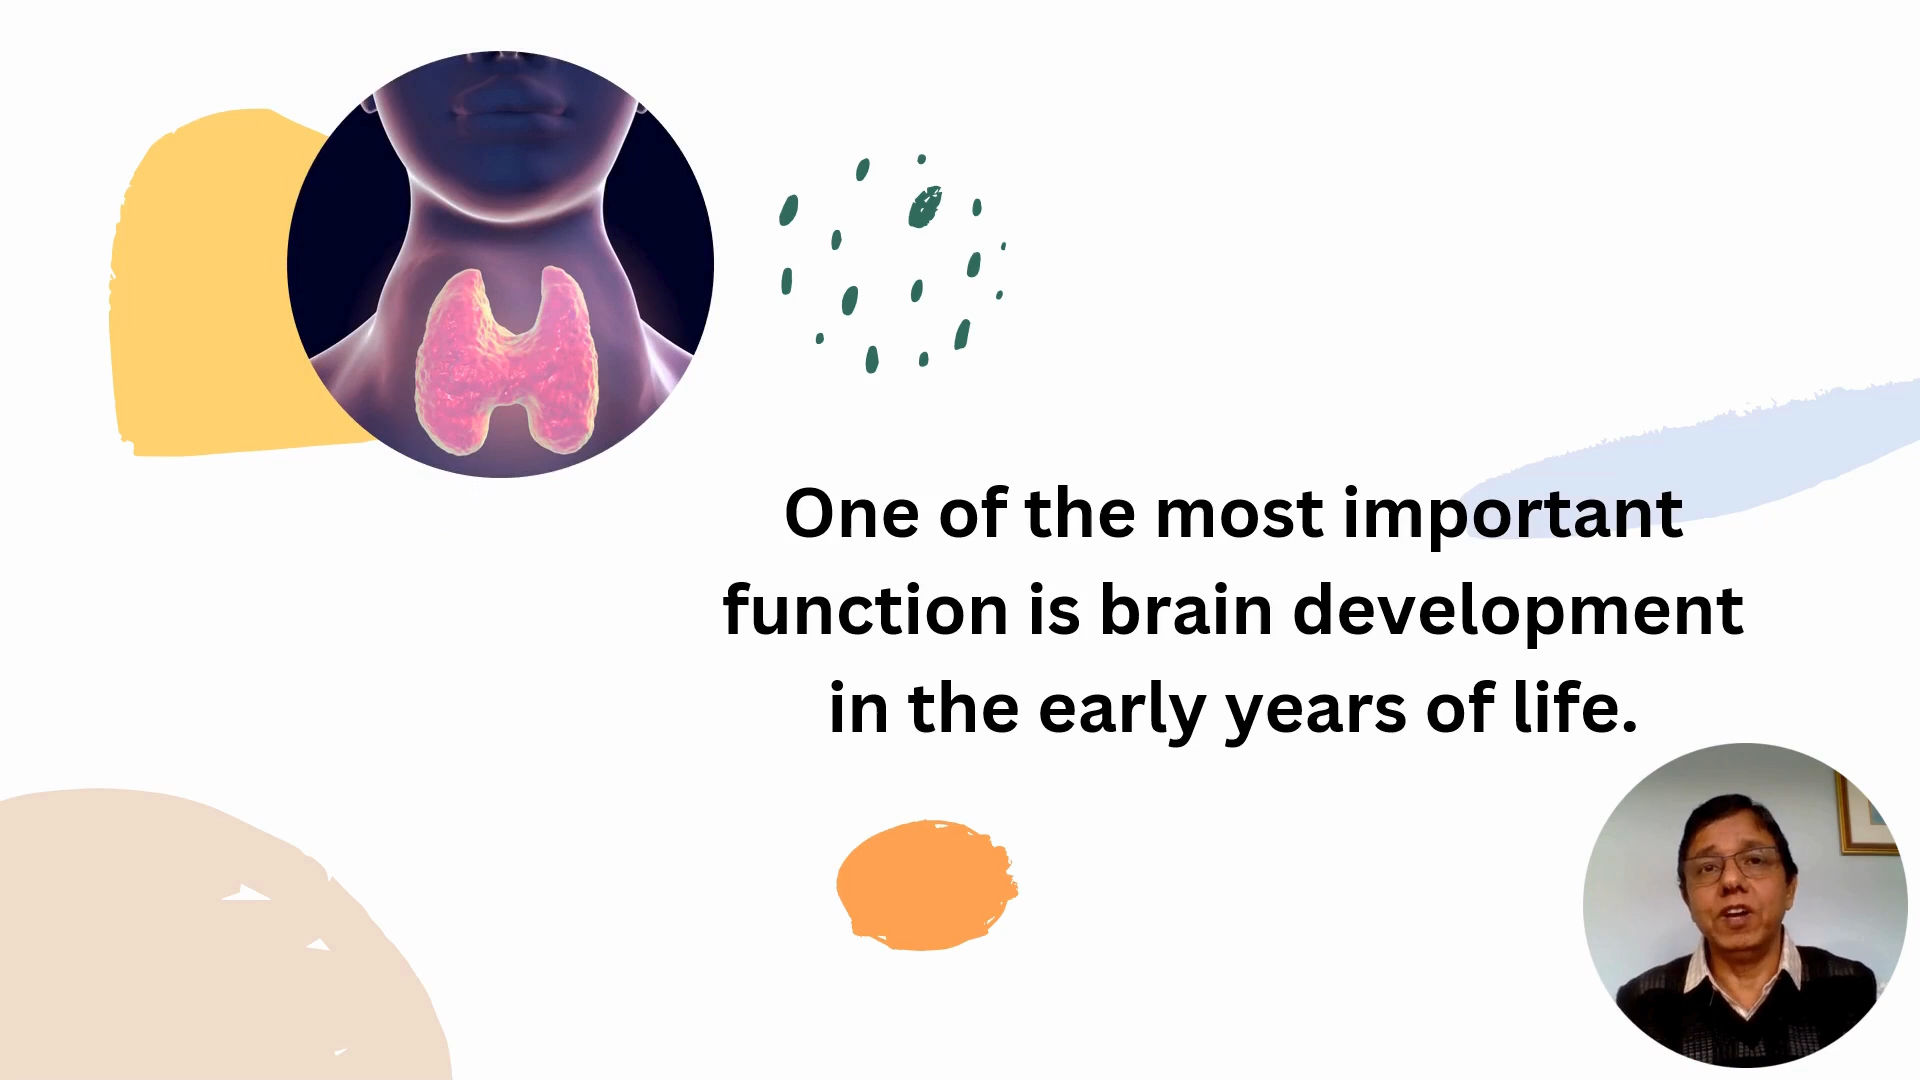 One of the most important
function is brain development
in the early years of life.